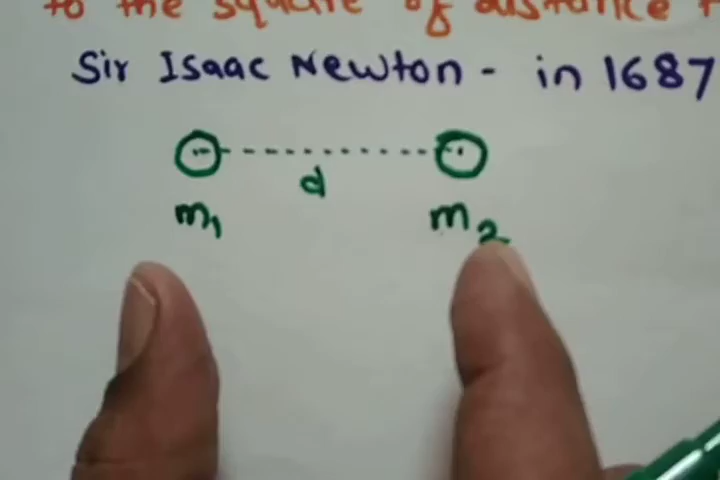 to the square of distance
Sir Isaac Newton - in 1687
d
m1 m2